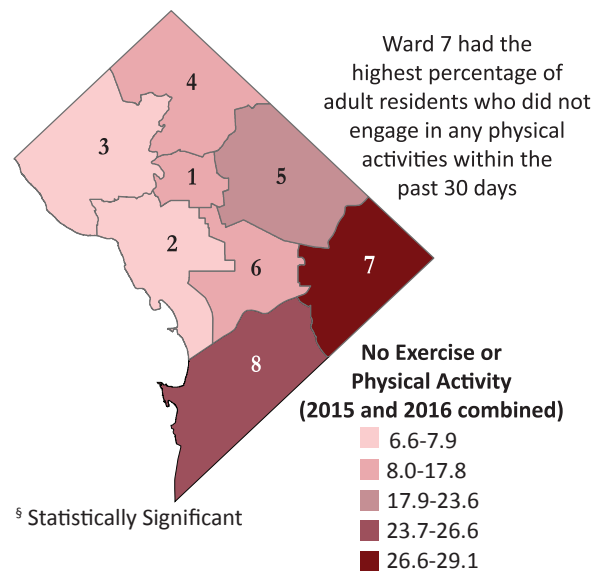 Ward 7 had the
highest percentage of
adult residents who did not
engage in any physical
activities within the
past 30 days
4
3
1
5
2
6
7
8
No Exercise or
Physical Activity
(2015 and 2016 combined)
6.6-7.9
8.0-17.8
17.9-23.6
23.7-26.6
26.6-29.1
§ Statistically Significant